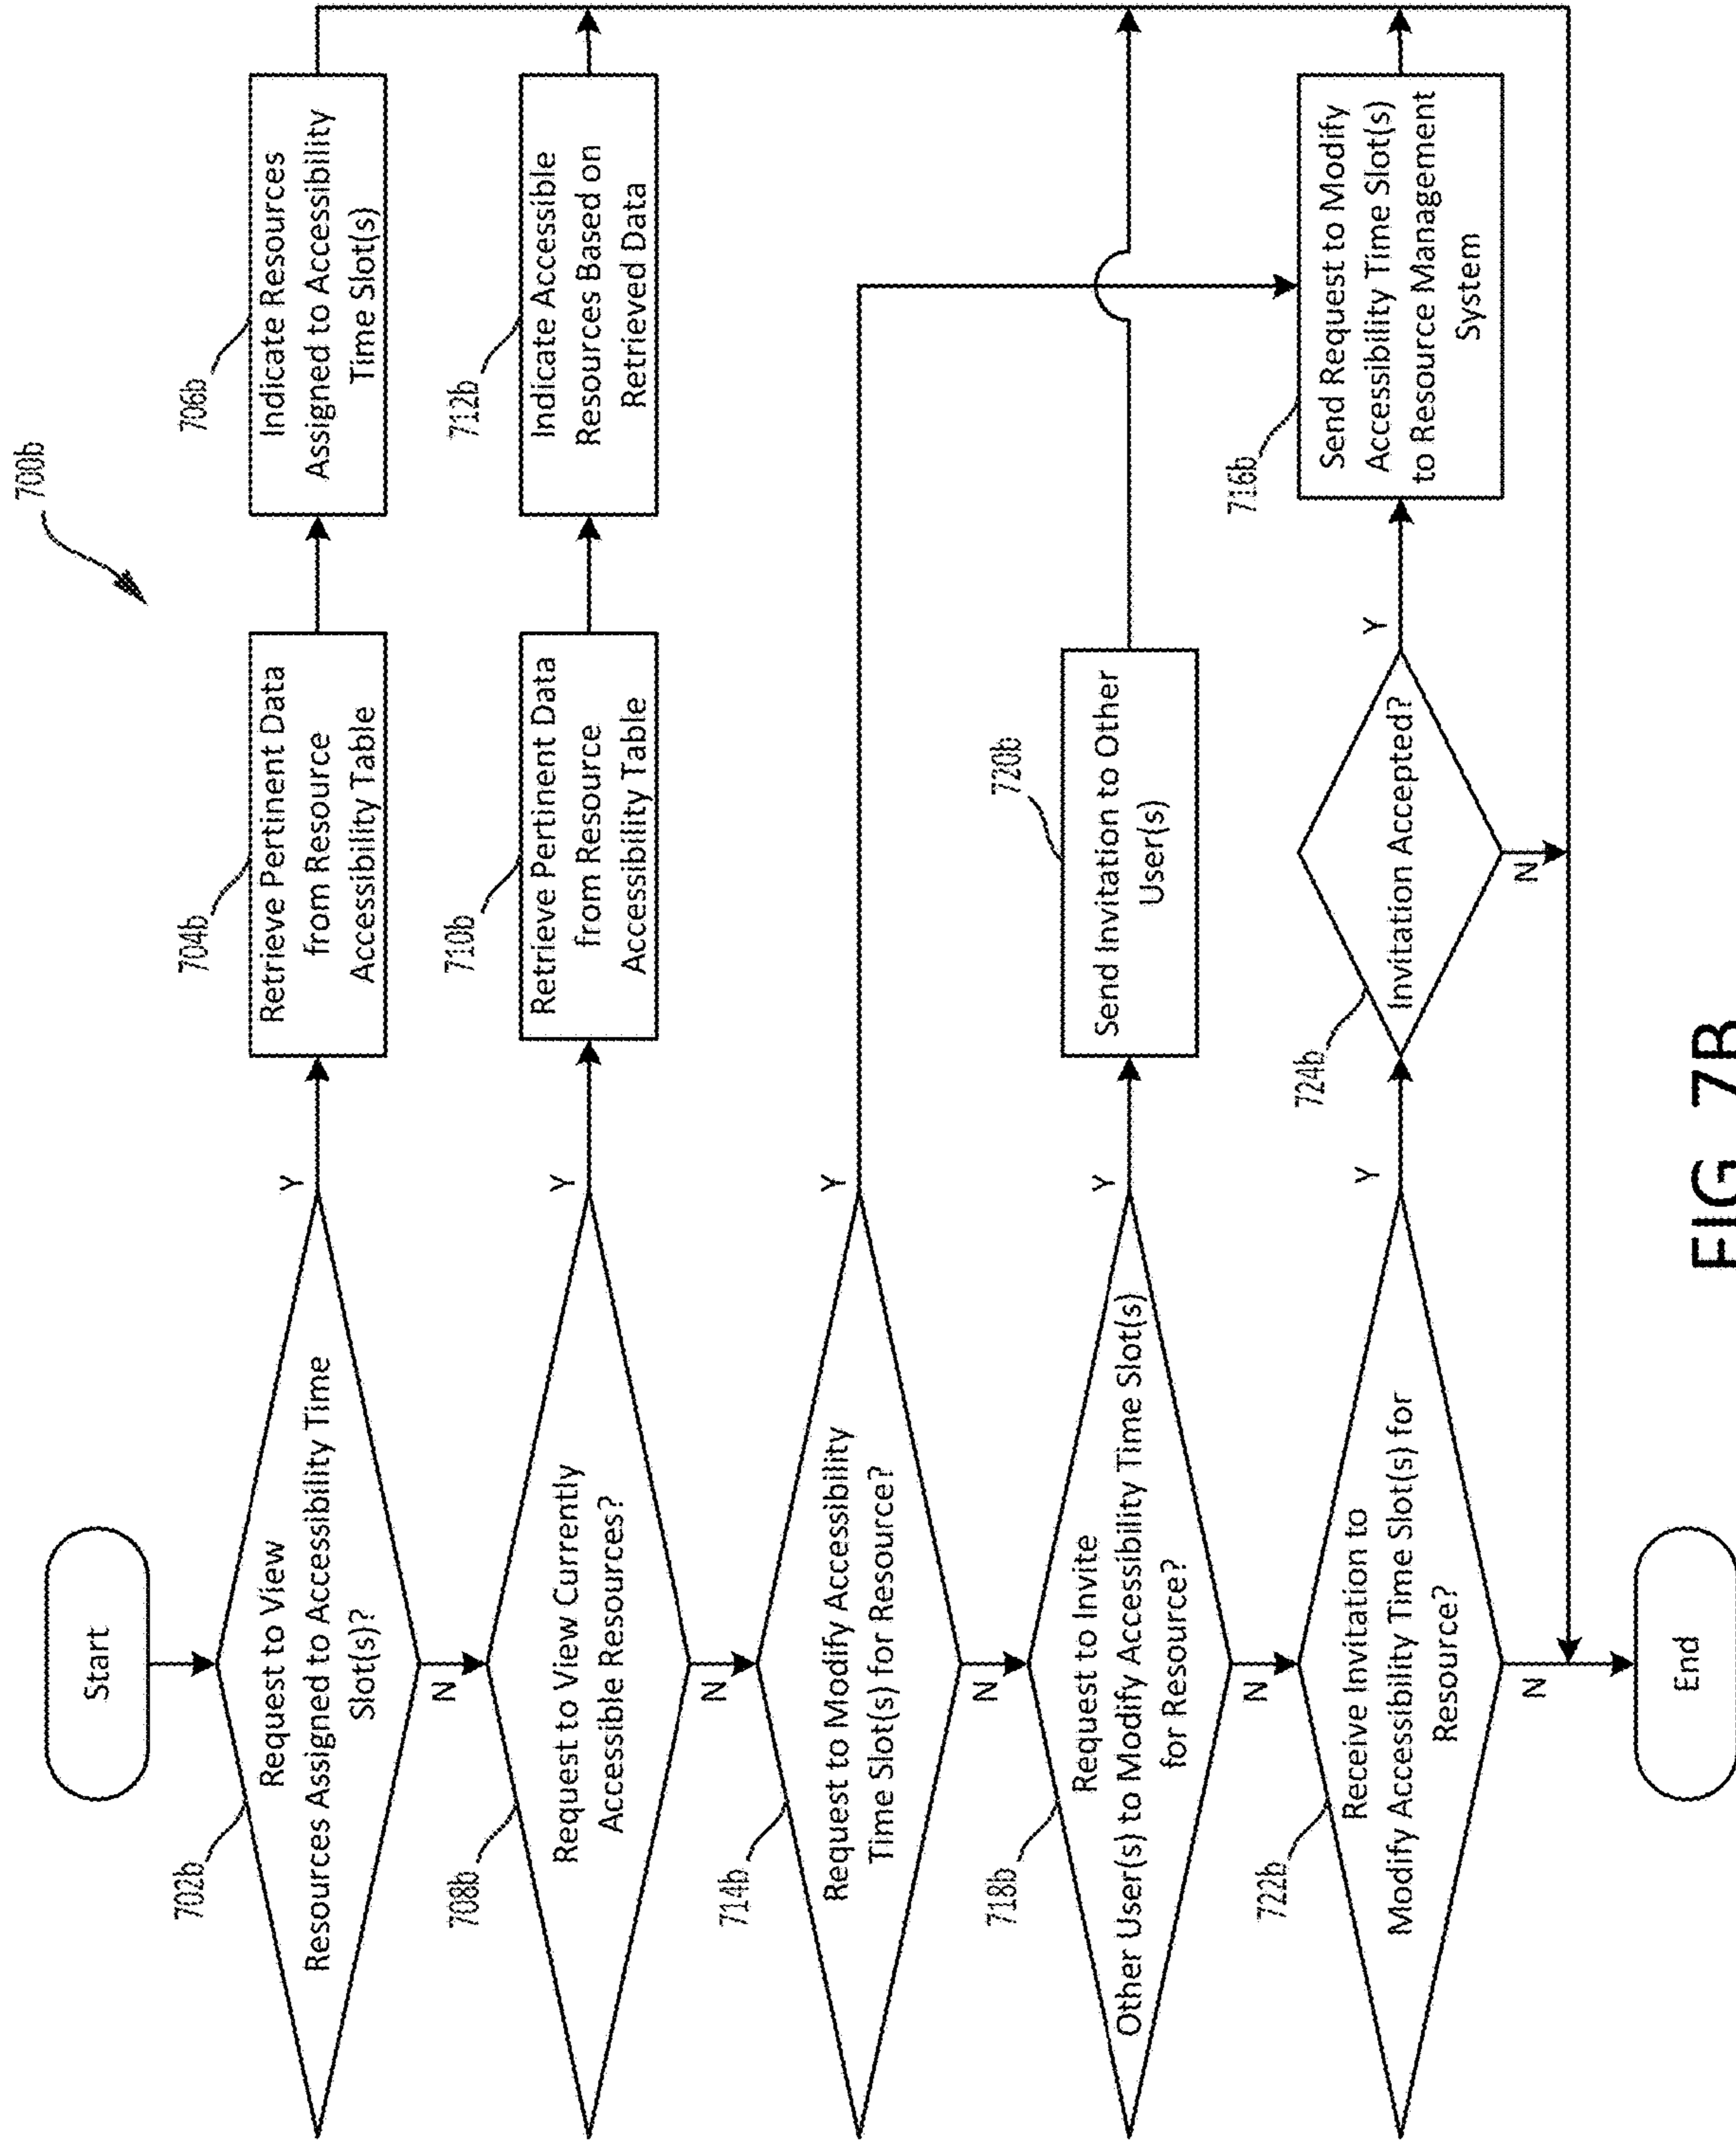 700b
Start
702b
Request to View
Resources Assigned to Accessibility Time
Slot(s)?
Y
N
704b
Retrieve Pertinent Data
from Resource
Accessibility Table
706b
Indicate Resources
Assigned to Accessibility
Time Slot(s)
708b
Request to View Currently
Accessible Resources?
Y
N
710b
Retrieve Pertinent Data
from Resource
Accessibility Table
712b
Indicate Accessible
Resources Based on
Retrieved Data
714b
Request to Modify Accessibility
Time Slot(s) for Resource?
Y
N
718b
Request to Invite
Other User(s) to Modify Accessibility Time Slot(s)
for Resource?
Y
N
720b
Send Invitation to Other
User(s)
722b
Receive Invitation to
Modify Accessibility Time Slot(s) for
Resource?
Y
N
724b
Invitation Accepted?
Y
N
716b
Send Request to Modify
Accessibility Time Slot(s)
to Resource Management
System
End
FIG. 7B